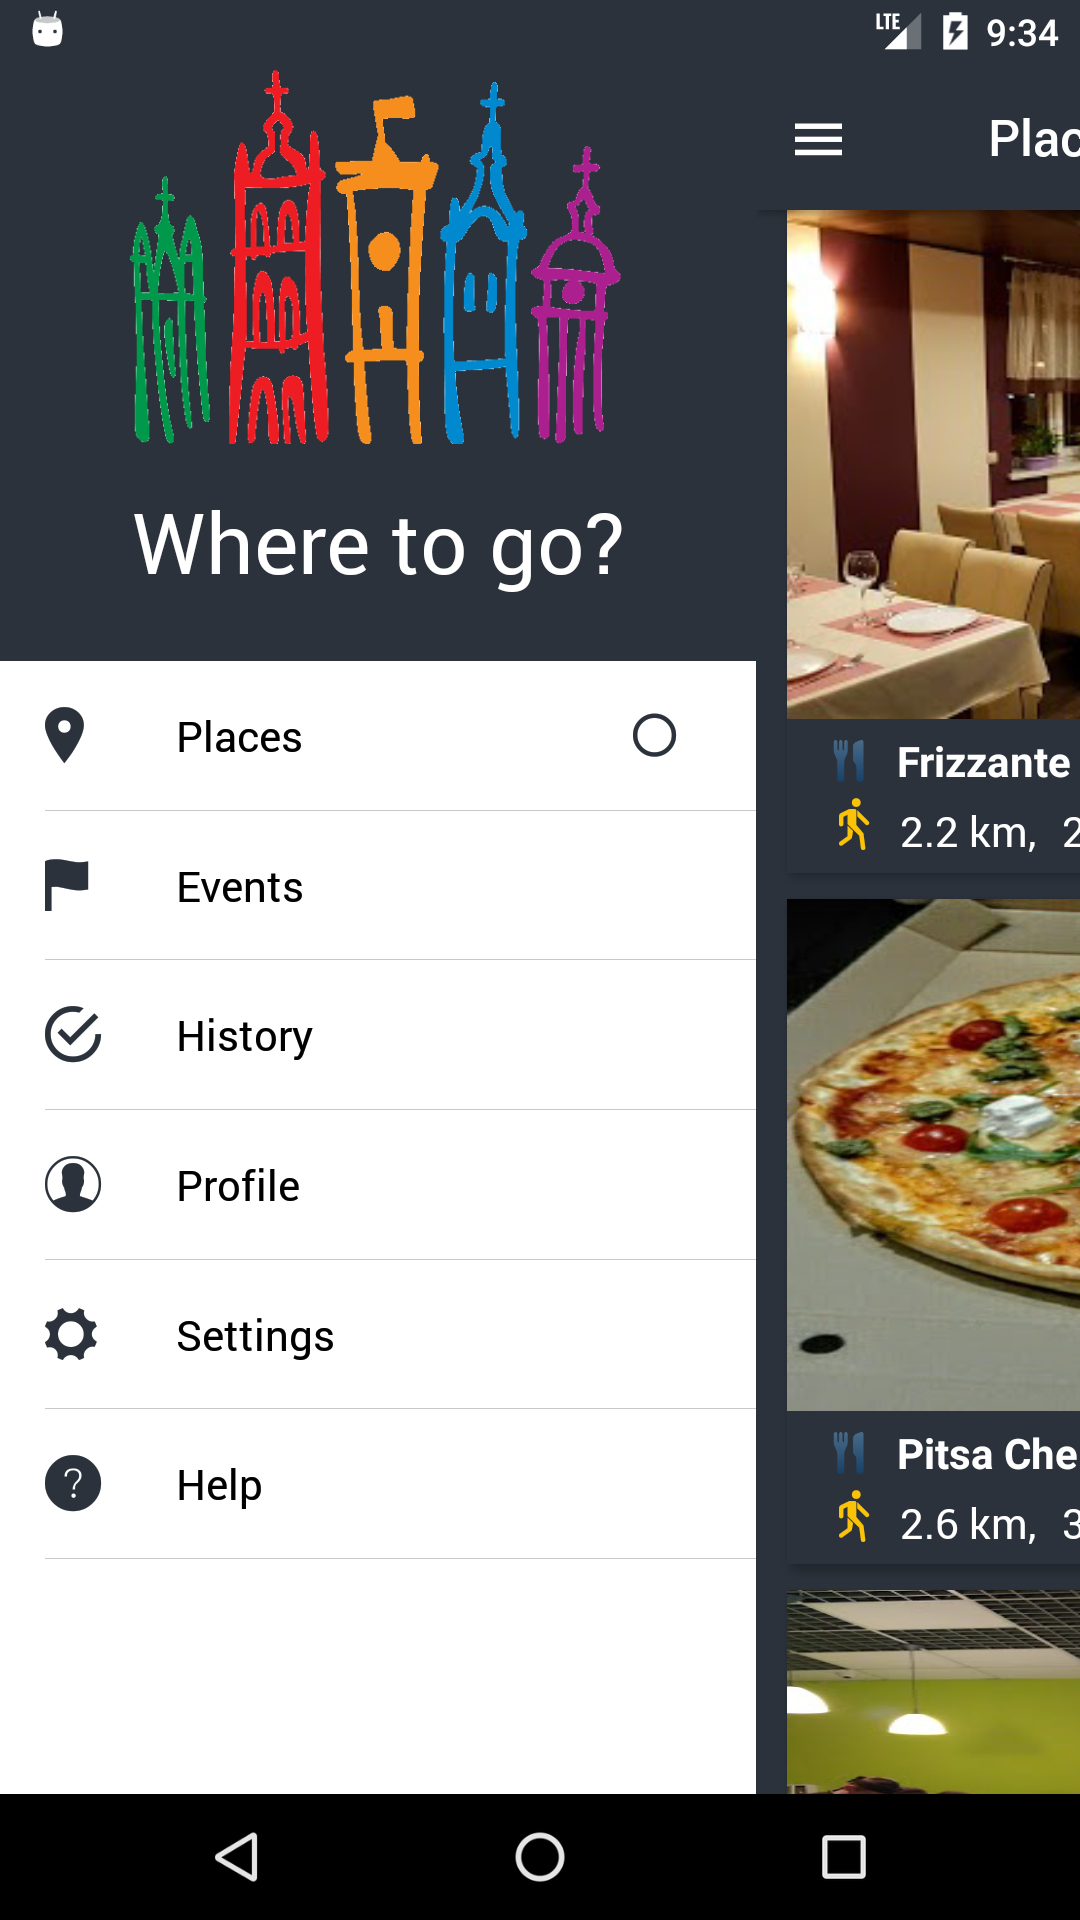 LTE 9:34
Plac
Where to go?
Places
Events
History
Profile
Settings
Help
Frizzante
2.2 km, 2
Pitsa Che
2.6 km, 3